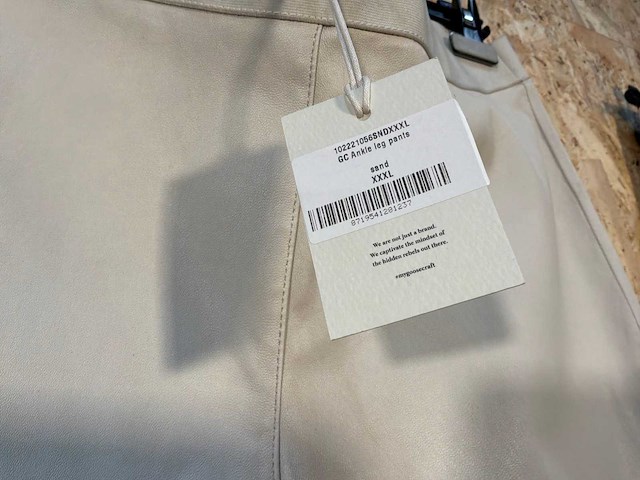 102221056SNDXXXL
GC Ankle leg pants
sand
XXXL
8719541281237
We are not just a brand.
We captivate the mindset of
the hidden rebels out there.
#mygoosecraft